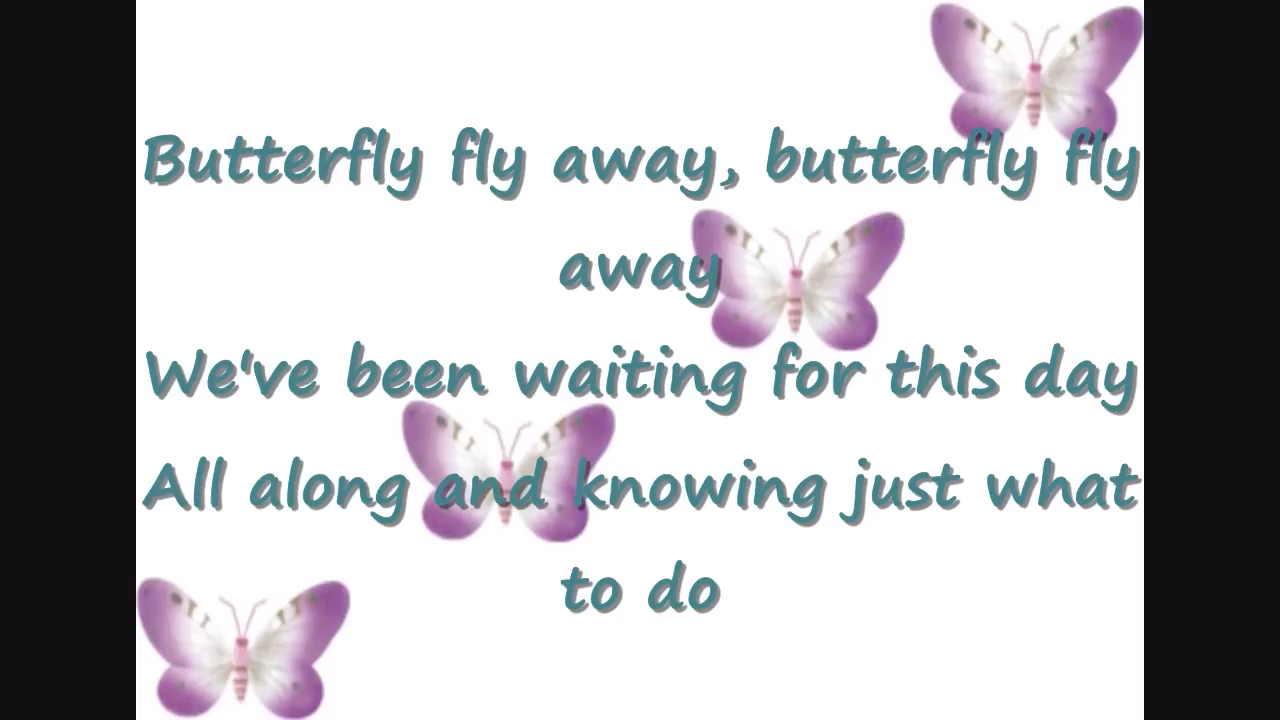 Butterfly fly away, butterfly fly
away
We've been waiting for this day
All along and knowing just what
to do